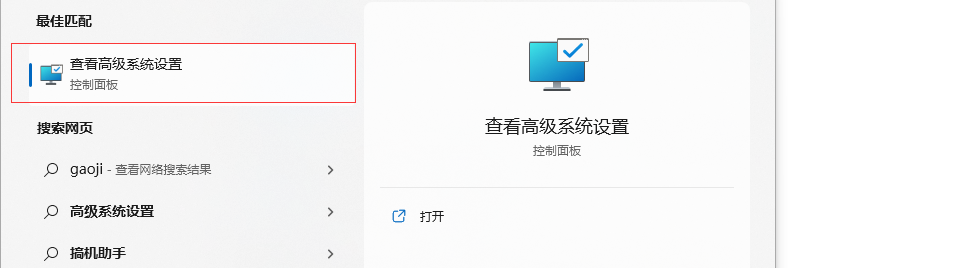 最佳匹配
查看高级系统设置
控制面板
搜索网页
gaoji - 查看网络搜索结果
高级系统设置
搞机助手
查看高级系统设置
控制面板
打开